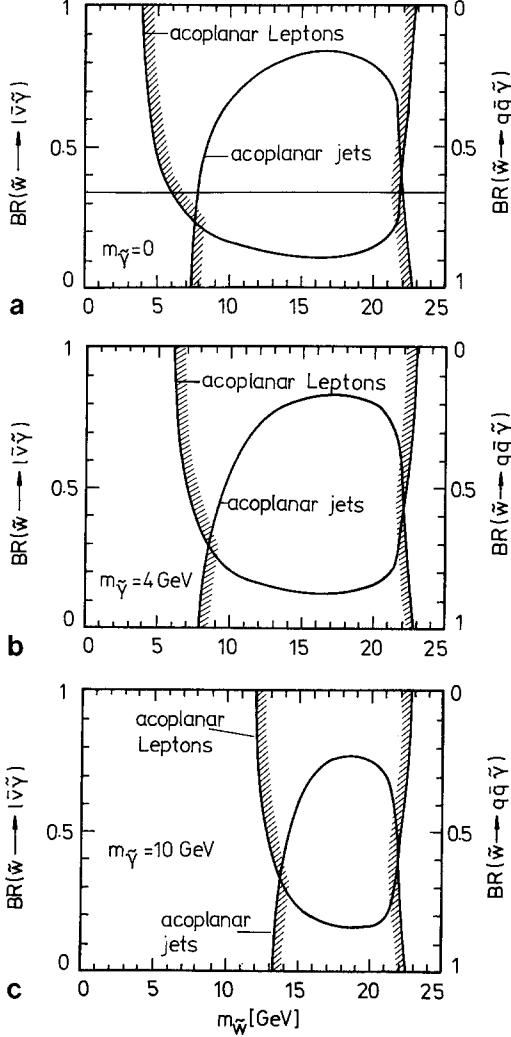 1
0
acoplanar Leptons
BR(w̃ ⟶ lν̄γ̃)
0.5
acoplanar jets
0.5
BR(w̃ ⟶ qq̄γ̃)
m_γ̃ = 0
0
1
a
0 5 10 15 20 25
1
0
acoplanar Leptons
BR(w̃ ⟶ lν̄γ̃)
0.5
acoplanar jets
0.5
BR(w̃ ⟶ qq̄γ̃)
m_γ̃ = 4 GeV
0
1
b
0 5 10 15 20 25
1
0
acoplanar
Leptons
BR(w̃ ⟶ lν̄γ̃)
0.5
0.5
BR(w̃ ⟶ qq̄γ̃)
m_γ̃ = 10 GeV
acoplanar
jets
0
1
c
0 5 10 15 20 25
m_w̃ [GeV]